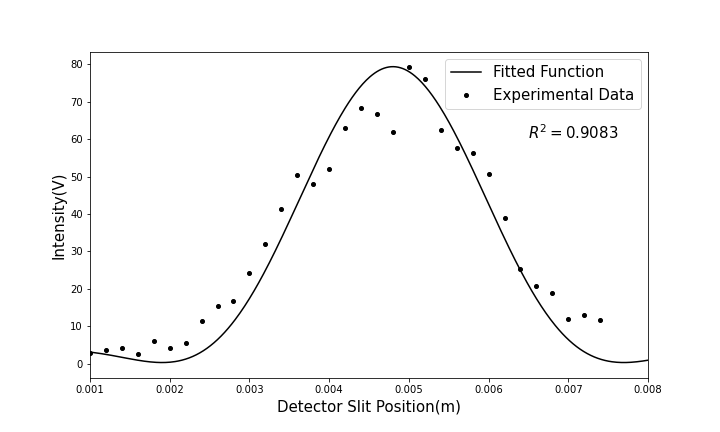 80
70
60
50
40
30
20
10
0
Intensity(V)
Fitted Function
Experimental Data
R² = 0.9083
0.001 0.002 0.003 0.004 0.005 0.006 0.007 0.008
Detector Slit Position(m)